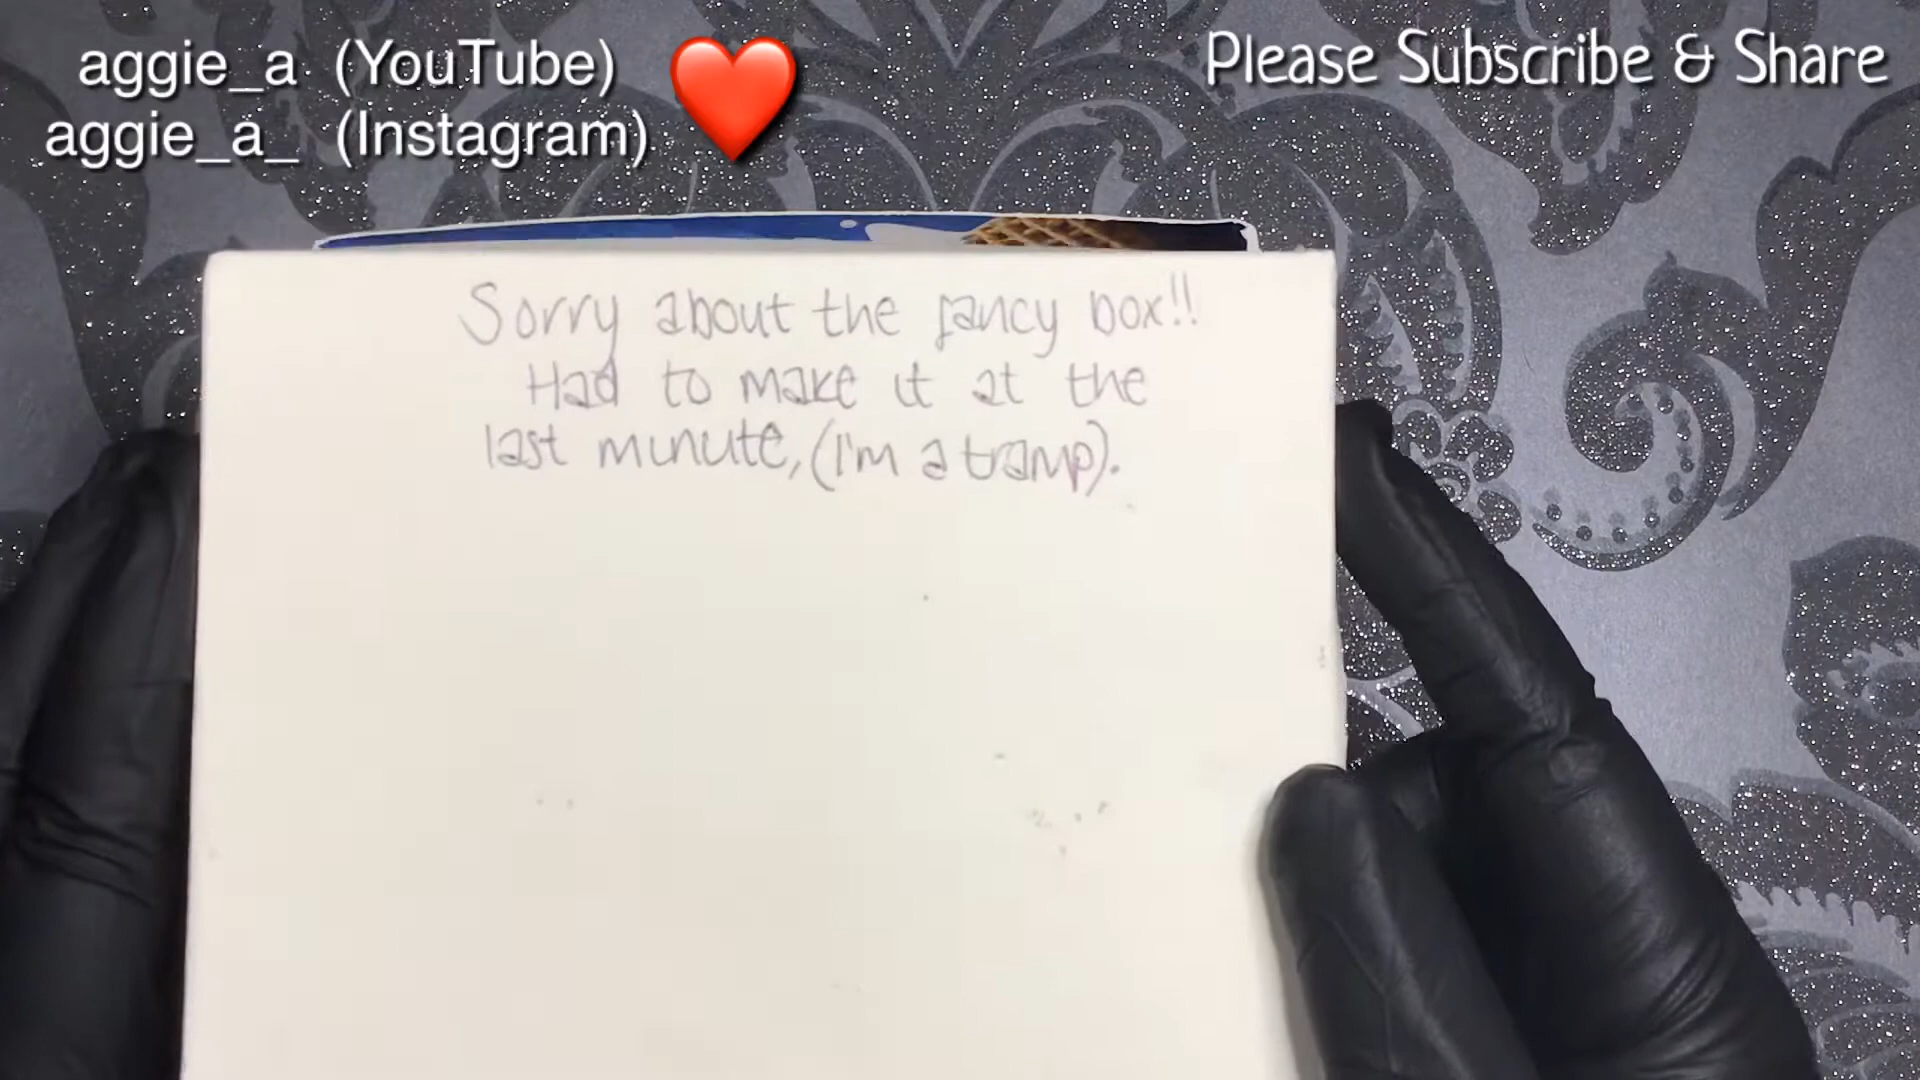 aggie_a (YouTube)
aggie_a_ (Instagram)
Please Subscribe & Share
Sorry about the fancy box!!
Had to make it at the
last minute, (I'm a tramp).